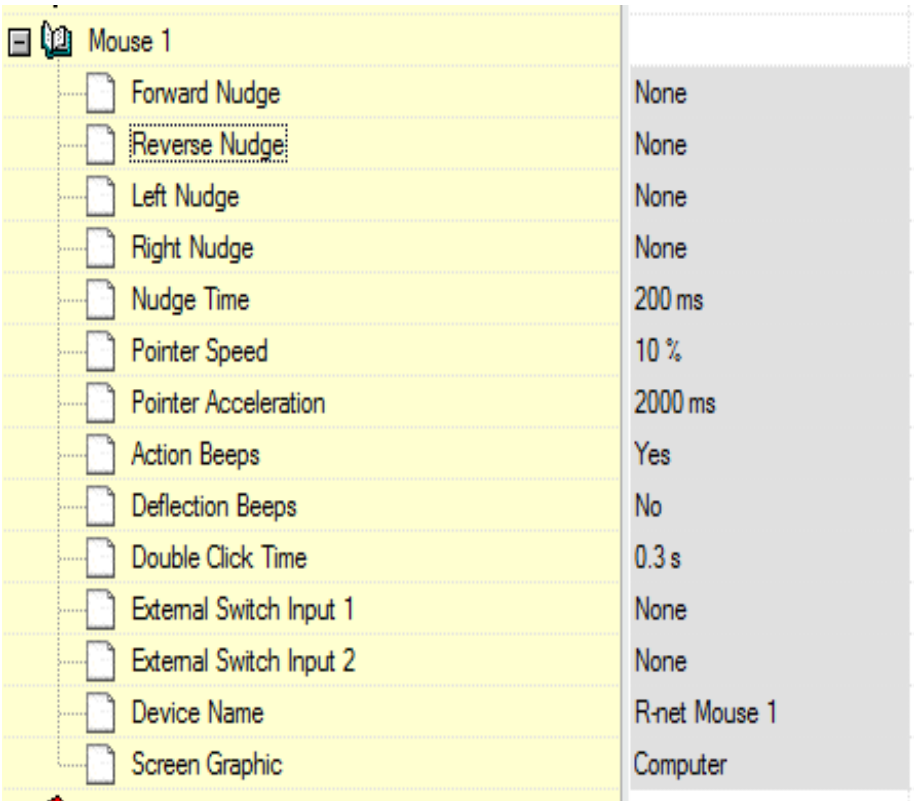 Mouse 1
Forward Nudge None
Reverse Nudge None
Left Nudge None
Right Nudge None
Nudge Time 200 ms
Pointer Speed 10 %
Pointer Acceleration 2000 ms
Action Beeps Yes
Deflection Beeps No
Double Click Time 0.3 s
External Switch Input 1 None
External Switch Input 2 None
Device Name R-net Mouse 1
Screen Graphic Computer